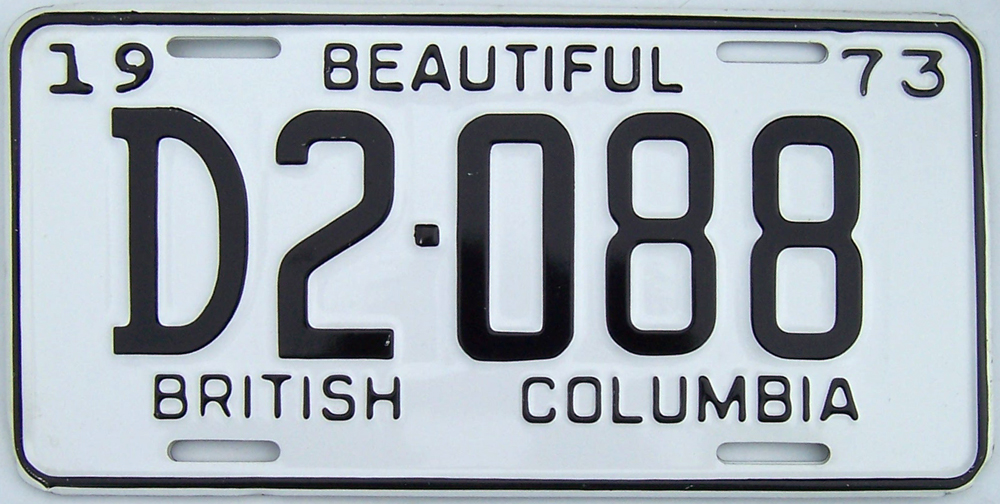 19 BEAUTIFUL 73
D2·088
BRITISH COLUMBIA